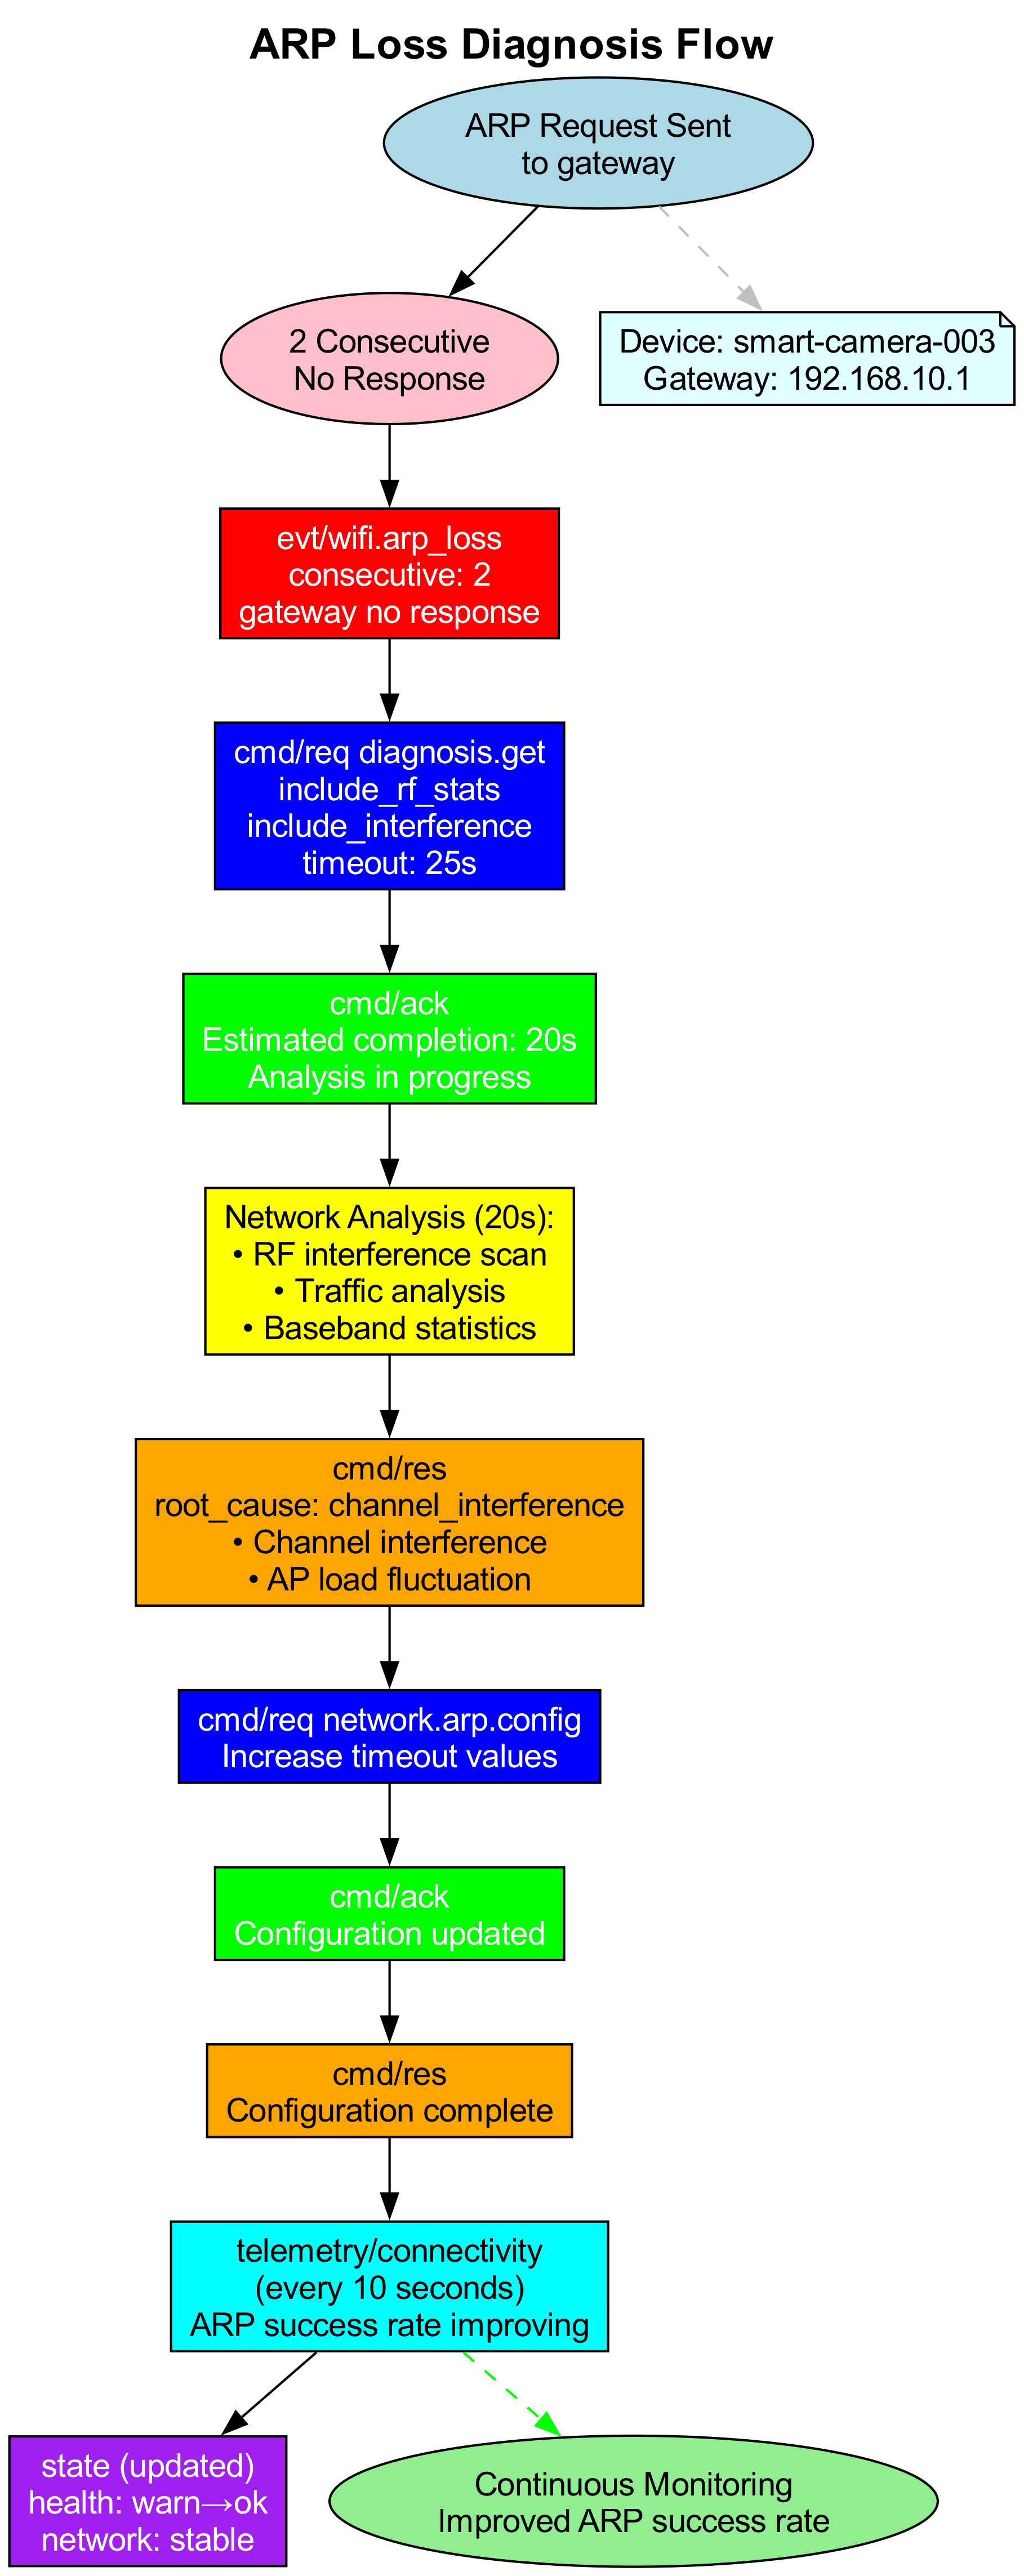 ARP Loss Diagnosis Flow
ARP Request Sent
to gateway
2 Consecutive
No Response
Device: smart-camera-003
Gateway: 192.168.10.1
evt/wifi.arp_loss
consecutive: 2
gateway no response
cmd/req diagnosis.get
include_rf_stats
include_interference
timeout: 25s
cmd/ack
Estimated completion: 20s
Analysis in progress
Network Analysis (20s):
• RF interference scan
• Traffic analysis
• Baseband statistics
cmd/res
root_cause: channel_interference
• Channel interference
• AP load fluctuation
cmd/req network.arp.config
Increase timeout values
cmd/ack
Configuration updated
cmd/res
Configuration complete
telemetry/connectivity
(every 10 seconds)
ARP success rate improving
state (updated)
health: warn→ok
network: stable
Continuous Monitoring
Improved ARP success rate